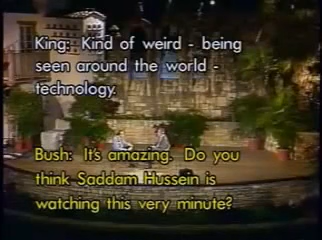 King: Kind of weird - being
seen around the world -
technology.
Bush: It's amazing. Do you
think Saddam Hussein is
watching this very minute?